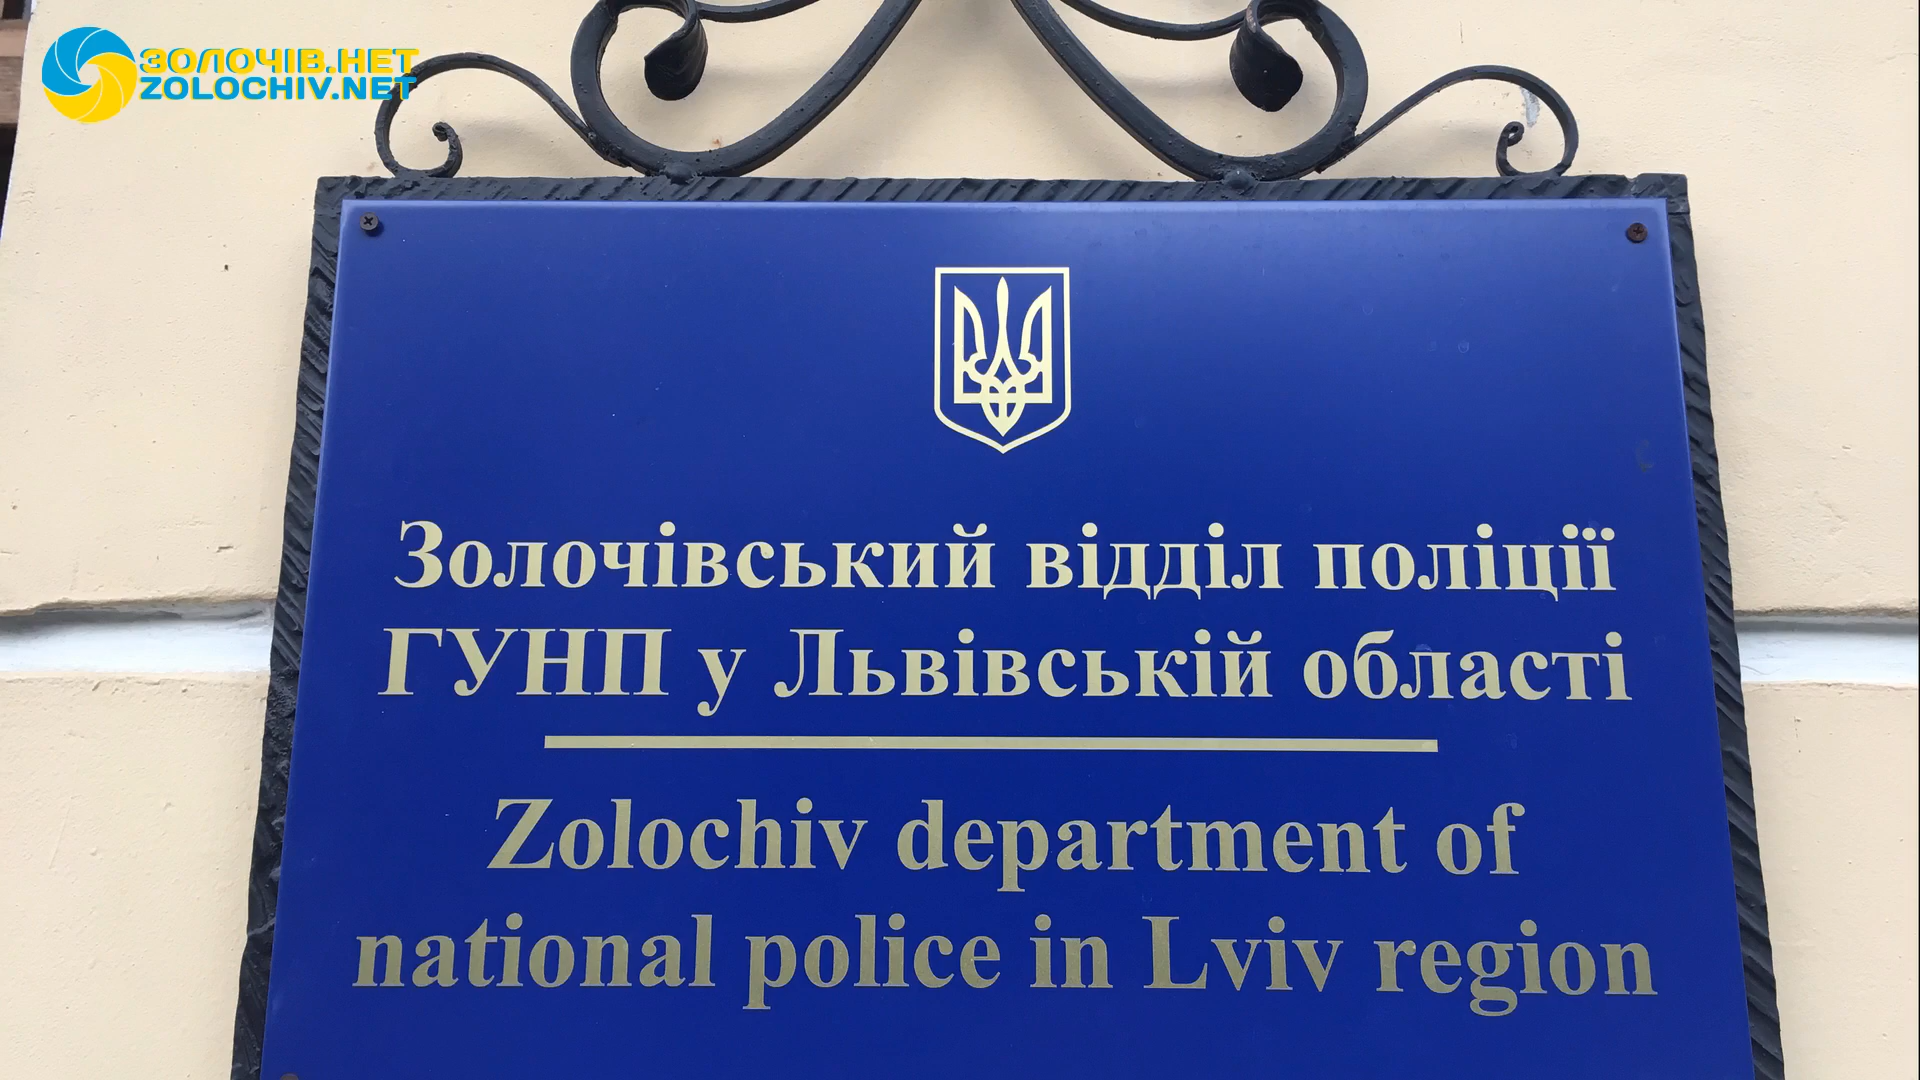 ЗОЛОЧІВ.НЕТ
ZOLOCHIV.NET
Золочівський відділ поліції
ГУНП у Львівській області
Zolochiv department of
national police in Lviv region